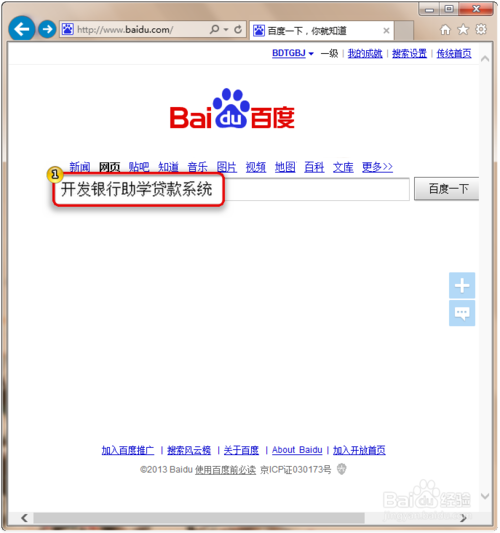 http://www.baidu.com/
百度一下，你就知道
BDTGBJ 一级 | 我的成就 | 搜索设置 | 传统首页
Bai du 百度
新闻 网页 贴吧 知道 音乐 图片 视频 地图 百科 文库 更多>>
1
开发银行助学贷款系统
百度一下
加入百度推广 | 搜索风云榜 | 关于百度 | About Baidu | 加入开放首页
©2013 Baidu 使用百度前必读 京ICP证030173号
Baidu 经验
jingyan.baidu.com